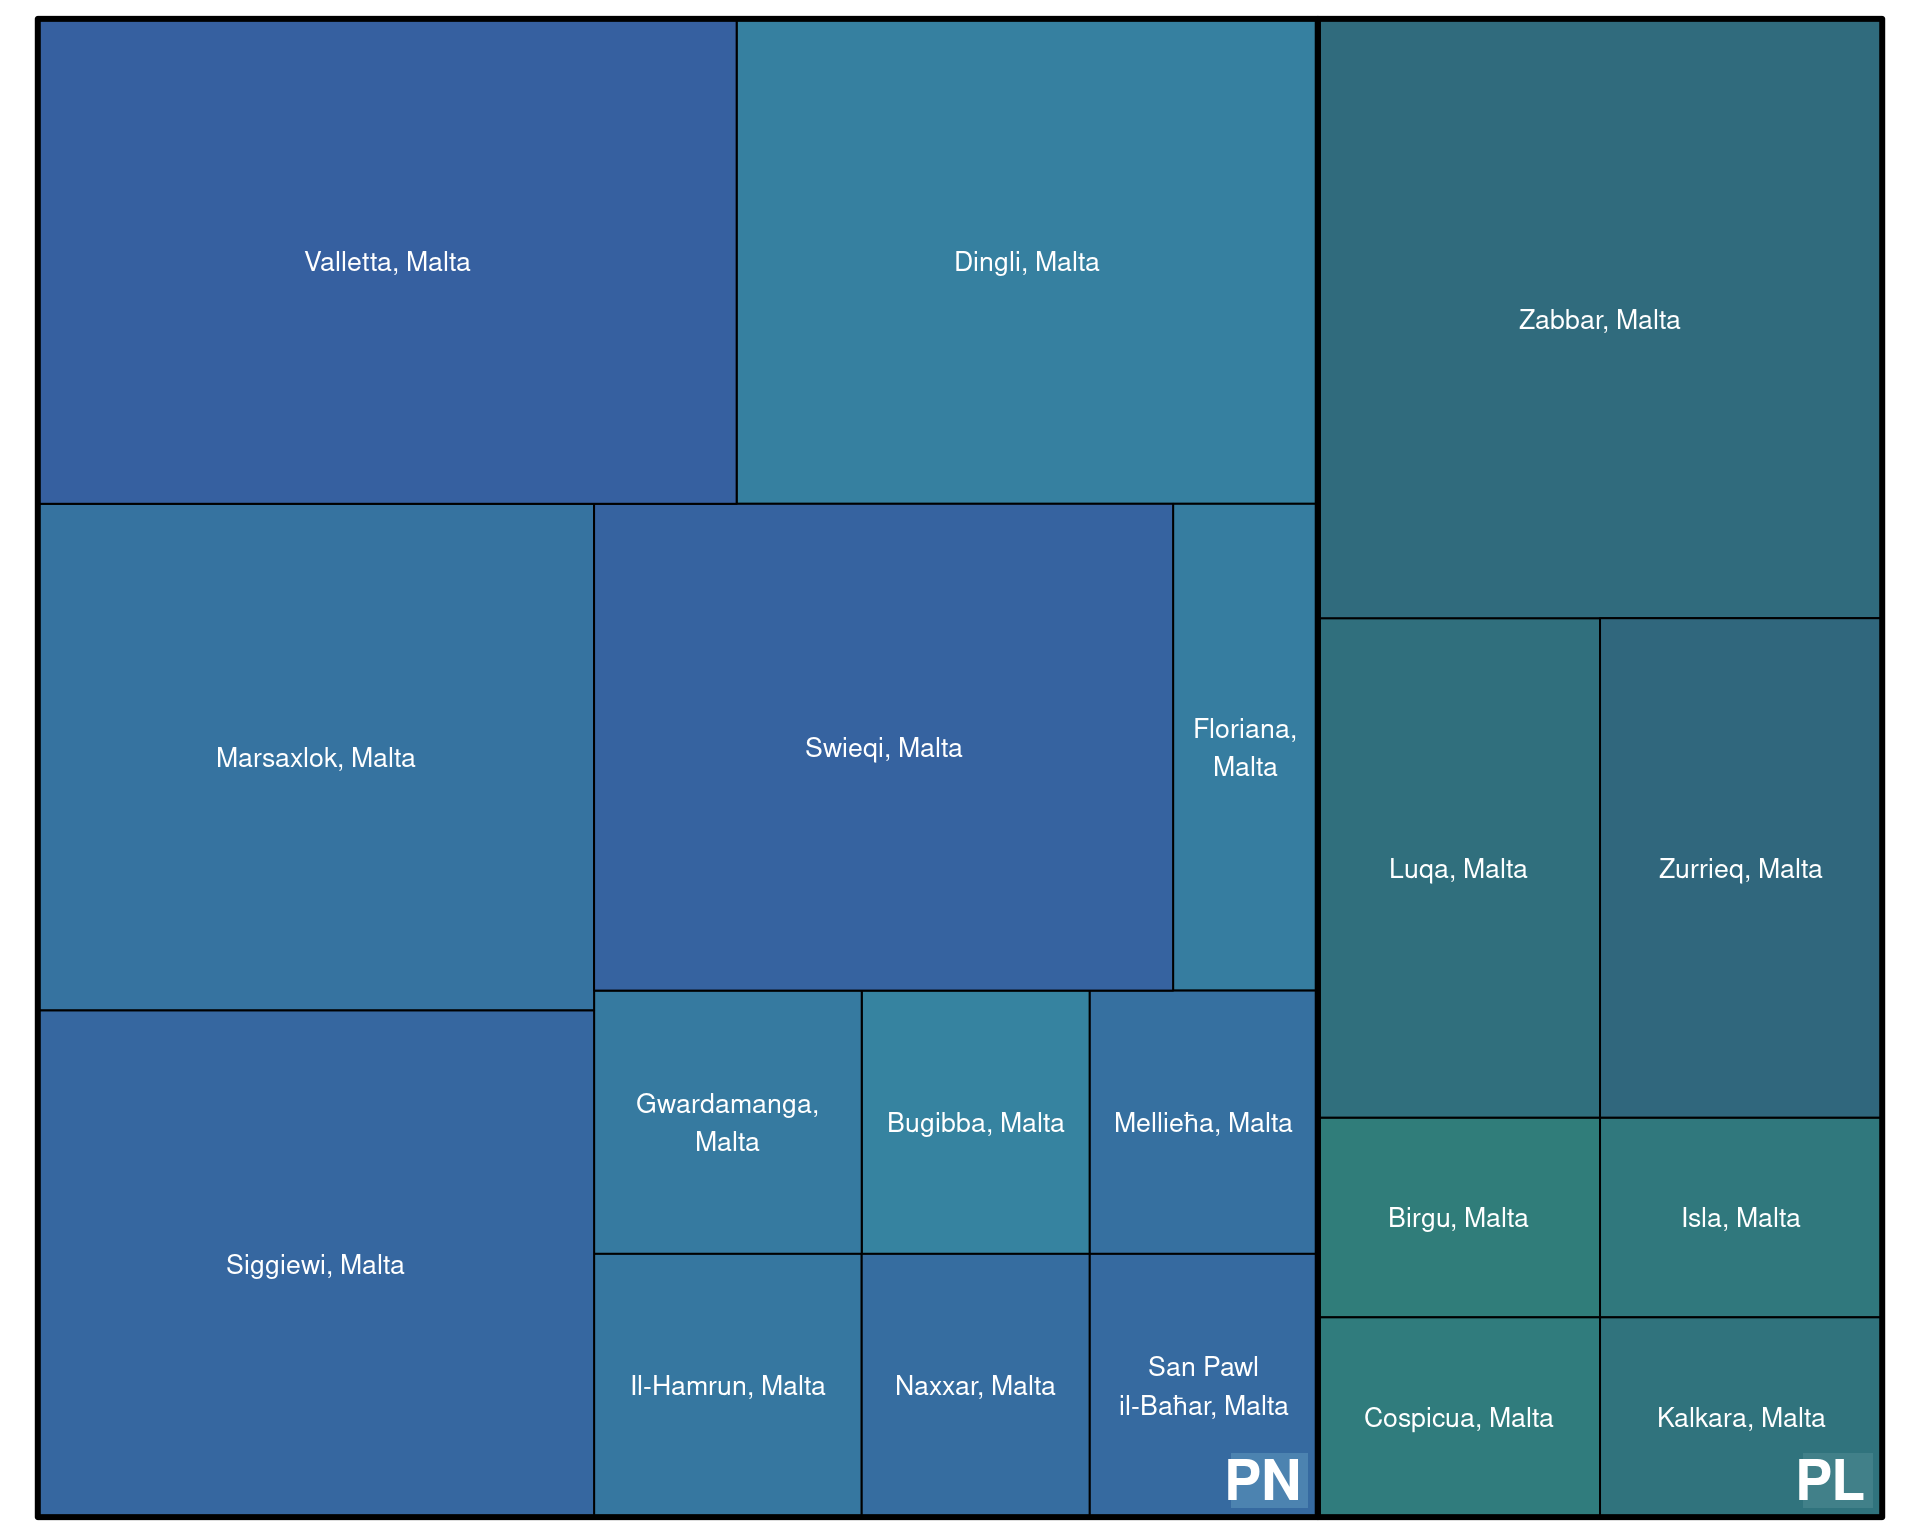 Valletta, Malta
Dingli, Malta
Zabbar, Malta
Marsaxlok, Malta
Swieqi, Malta
Floriana,
Malta
Luqa, Malta
Zurrieq, Malta
Siggiewi, Malta
Gwardamanga,
Malta
Bugibba, Malta
Mellieħa, Malta
Birgu, Malta
Isla, Malta
Il-Hamrun, Malta
Naxxar, Malta
San Pawl
il-Baħar, Malta
Cospicua, Malta
Kalkara, Malta
PN
PL